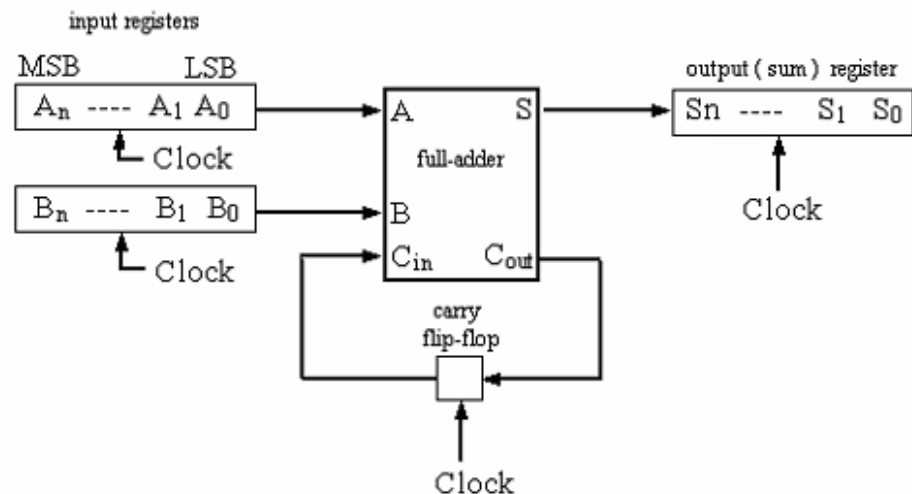 input registers
MSB LSB
Aₙ ---- A₁ A₀
Clock
Bₙ ---- B₁ B₀
Clock
A S
full-adder
B
Cᵢₙ Cₒᵤₜ
carry
flip-flop
Clock
output ( sum ) register
Sn ---- S₁ S₀
Clock